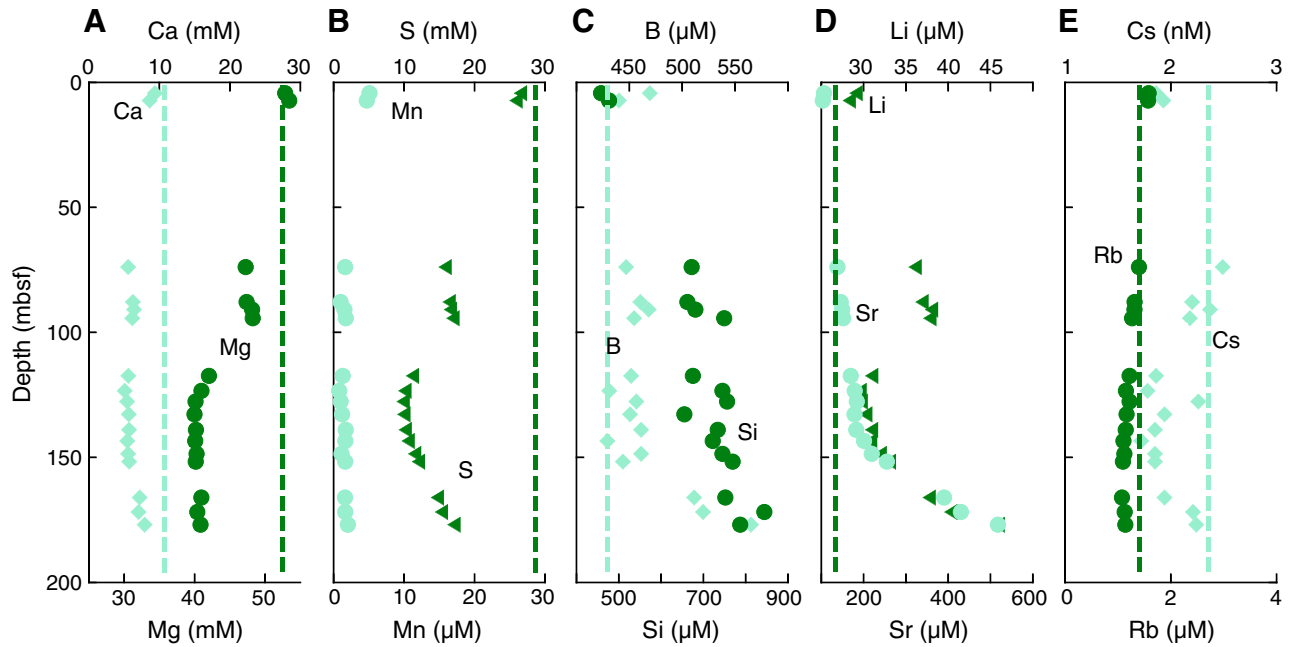 A Ca (mM) B S (mM) C B (µM) D Li (µM) E Cs (nM)
0 10 20 30 0 10 20 30 450 500 550 30 35 40 45 1 2 3
0
Ca Mn Li
50
Rb
Depth (mbsf)
100
Sr
Mg B Cs
Si
150
S
200
30 40 50 0 10 20 30 500 700 900 200 400 600 0 2 4
Mg (mM) Mn (µM) Si (µM) Sr (µM) Rb (µM)